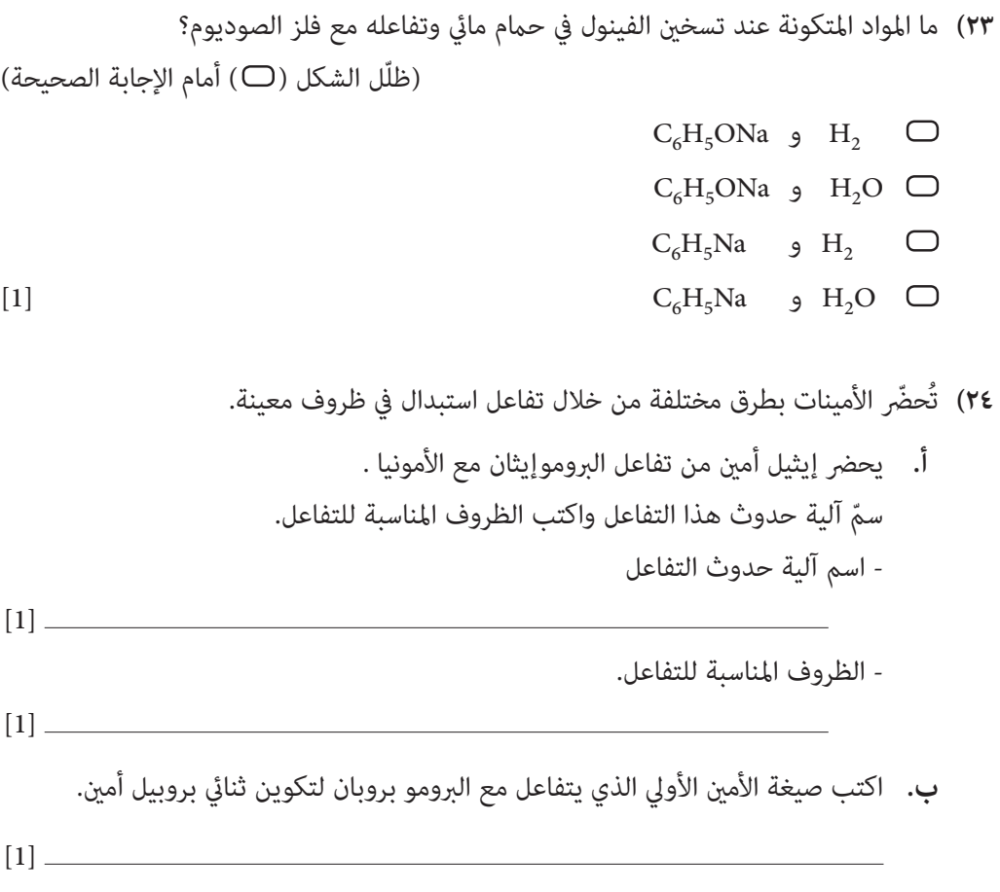 ٢٣) ما المواد المتكونة عند تسخين الفينول في حمام مائي وتفاعله مع فلز الصوديوم؟
(ظلّل الشكل () أمام الإجابة الصحيحة)
H₂ و C₆H₅ONa
H₂O و C₆H₅ONa
H₂ و C₆H₅Na
H₂O و C₆H₅Na [1]
٢٤) تُحضّر الأمينات بطرق مختلفة من خلال تفاعل استبدال في ظروف معينة.
أ. يحضر إيثيل أمين من تفاعل البروموإيثان مع الأمونيا .
سمّ آلية حدوث هذا التفاعل واكتب الظروف المناسبة للتفاعل.
- اسم آلية حدوث التفاعل
[1]
- الظروف المناسبة للتفاعل.
[1]
ب. اكتب صيغة الأمين الأولي الذي يتفاعل مع البرومو بروبان لتكوين ثنائي بروبيل أمين.
[1]